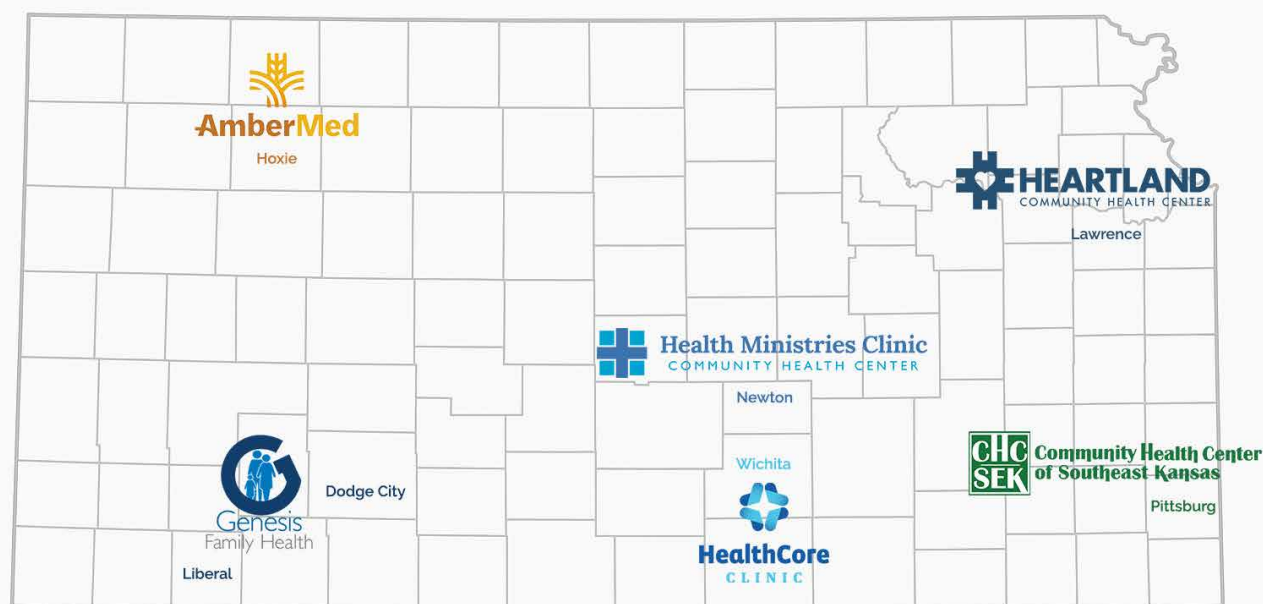 AmberMed
Hoxie
HEARTLAND
COMMUNITY HEALTH CENTER
Lawrence
Health Ministries Clinic
COMMUNITY HEALTH CENTER
Newton
CHC
SEK
Community Health Center
of Southeast Kansas
Pittsburg
Wichita
HealthCore
CLINIC
Dodge City
Genesis
Family Health
Liberal